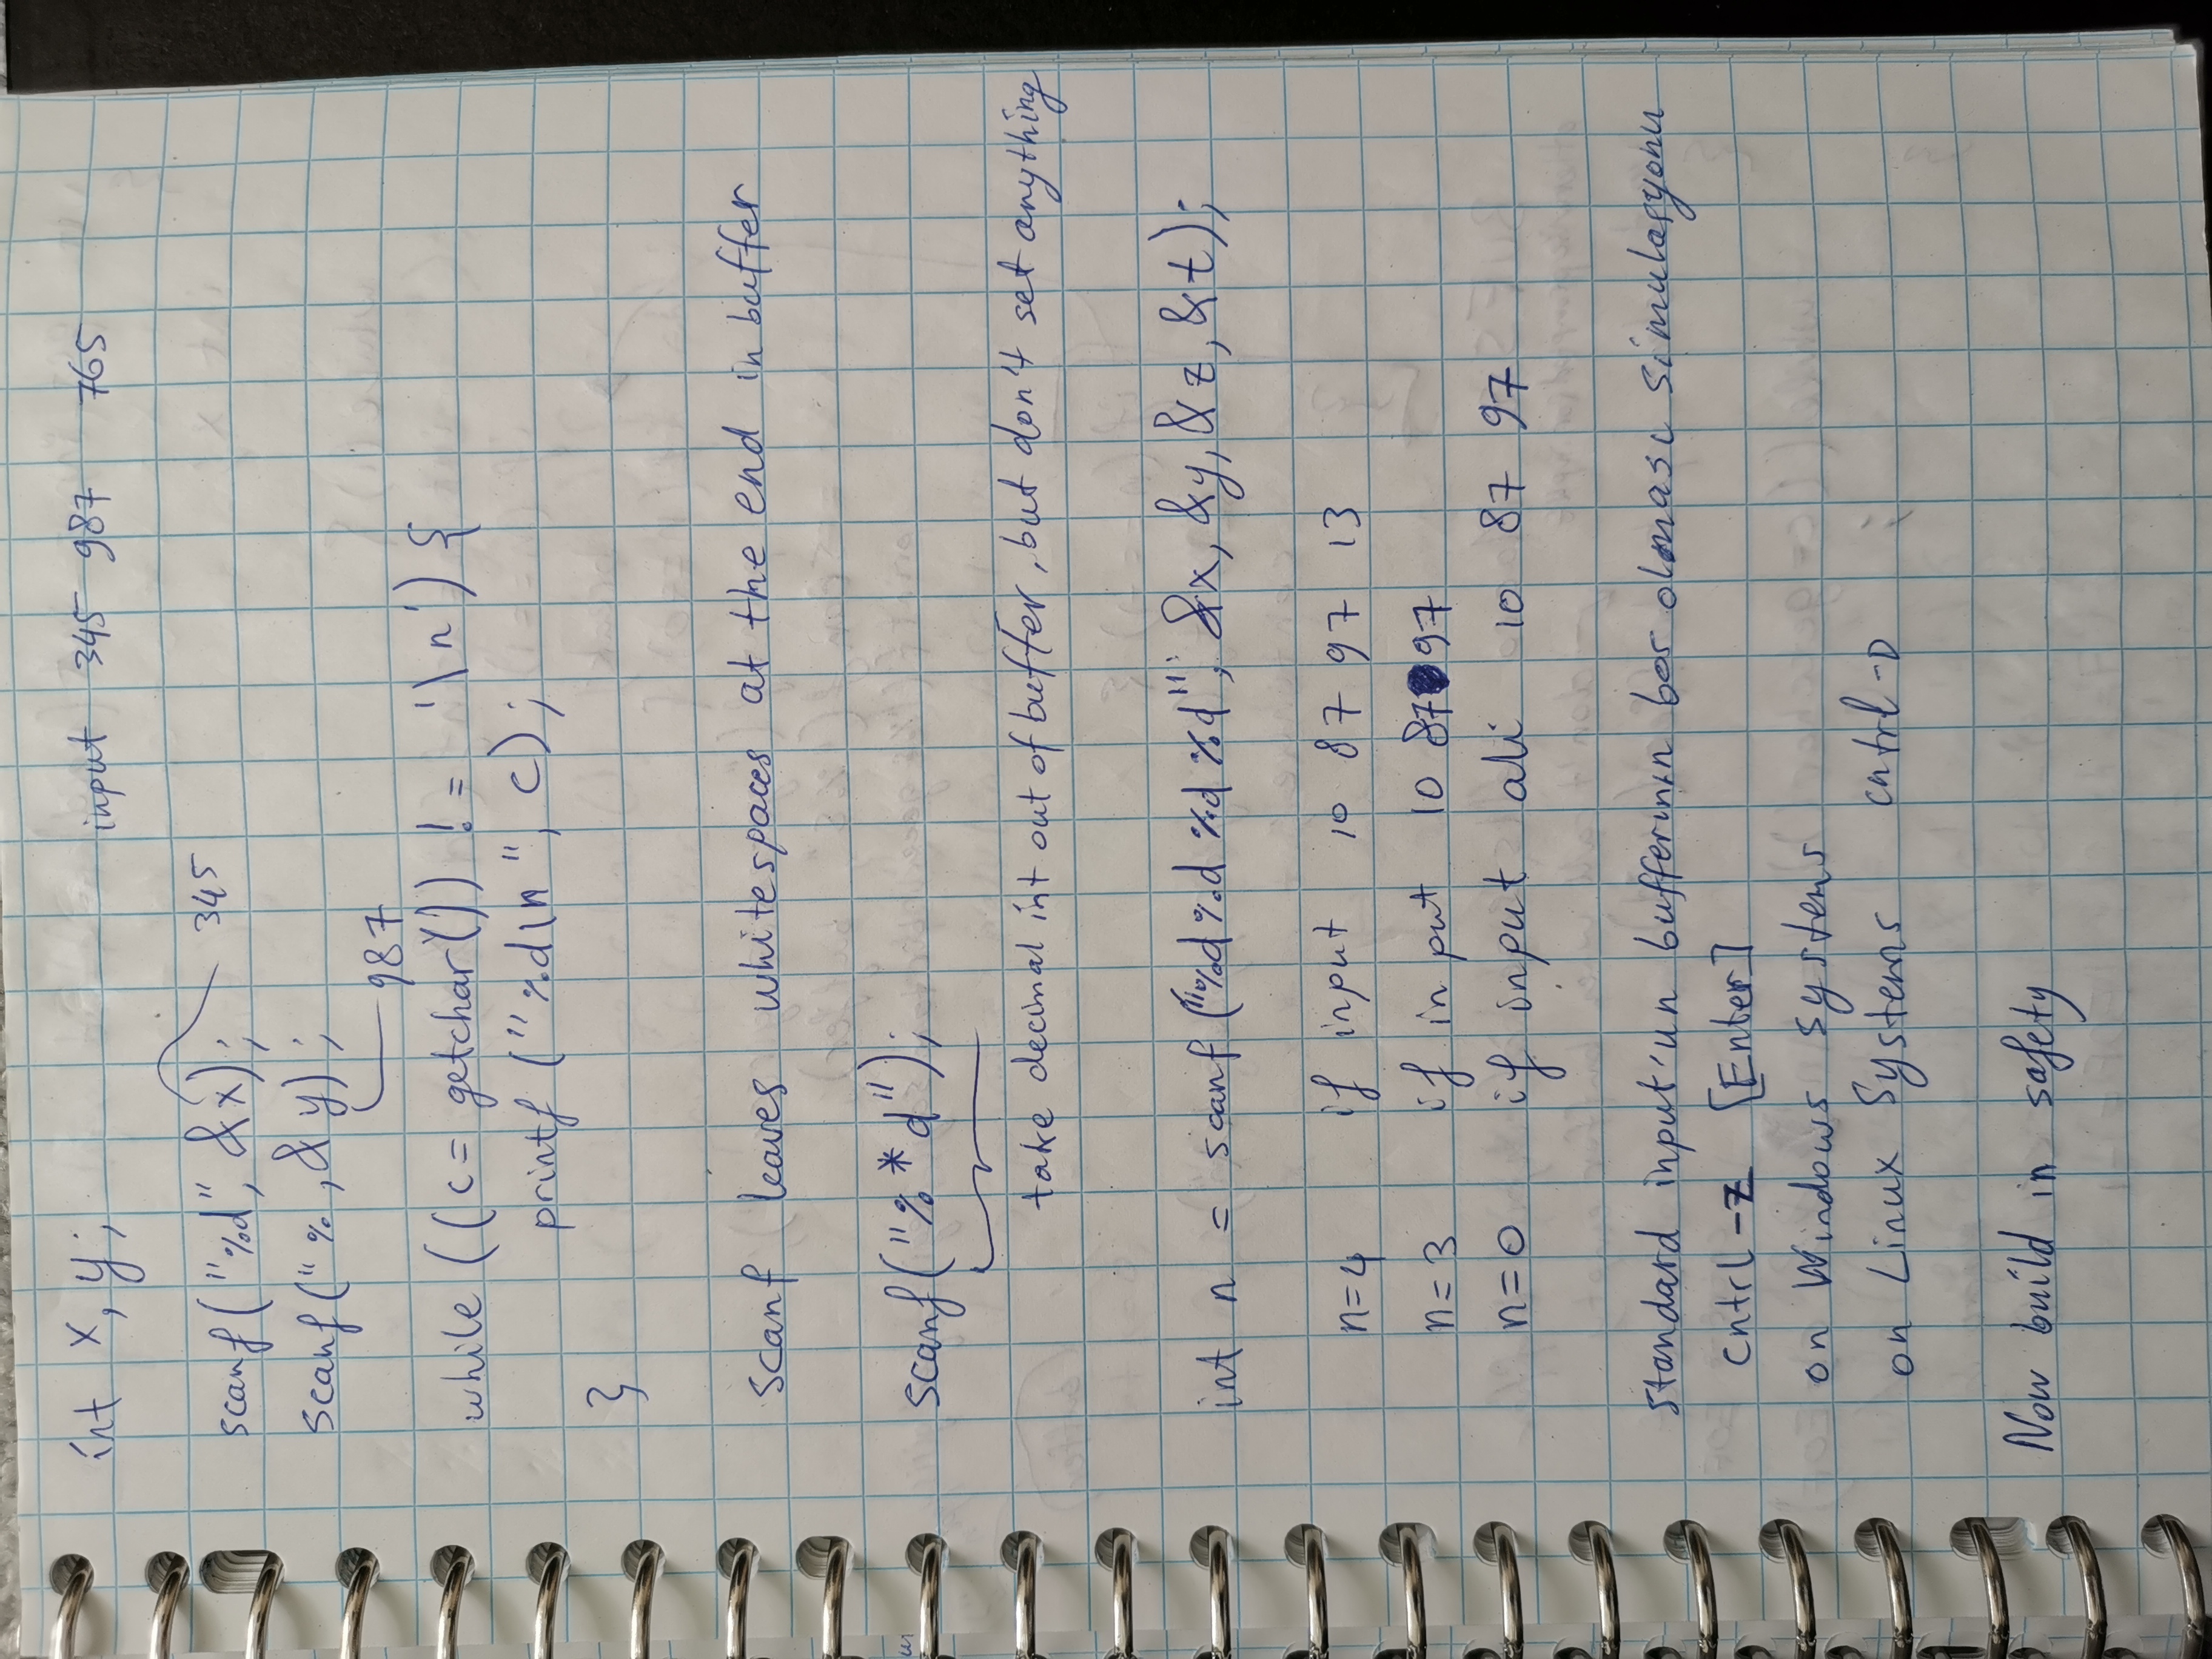 int x, y; input 345 987 765
scanf("%d", &x); 345
scanf("%, &y);
987
while ((c= getchar()) != '\n') {
printf ("%d\n", c);
}
scanf leaves whitespaces at the end in buffer
scanf("%*d");
take decimal int out of buffer, but don't set anything
int n = scanf ("%d%d%d%d", &x, &y, &z, &t);
n=4 if input 10 87 97 13
n=3 if input 10 87 97
n=0 if input ali 10 87 97
standard input'un bufferının boş olması simulasyonu
cntrl-z [Enter]
on Windows systems
on Linux Systems cntrl-D
Now build in safety